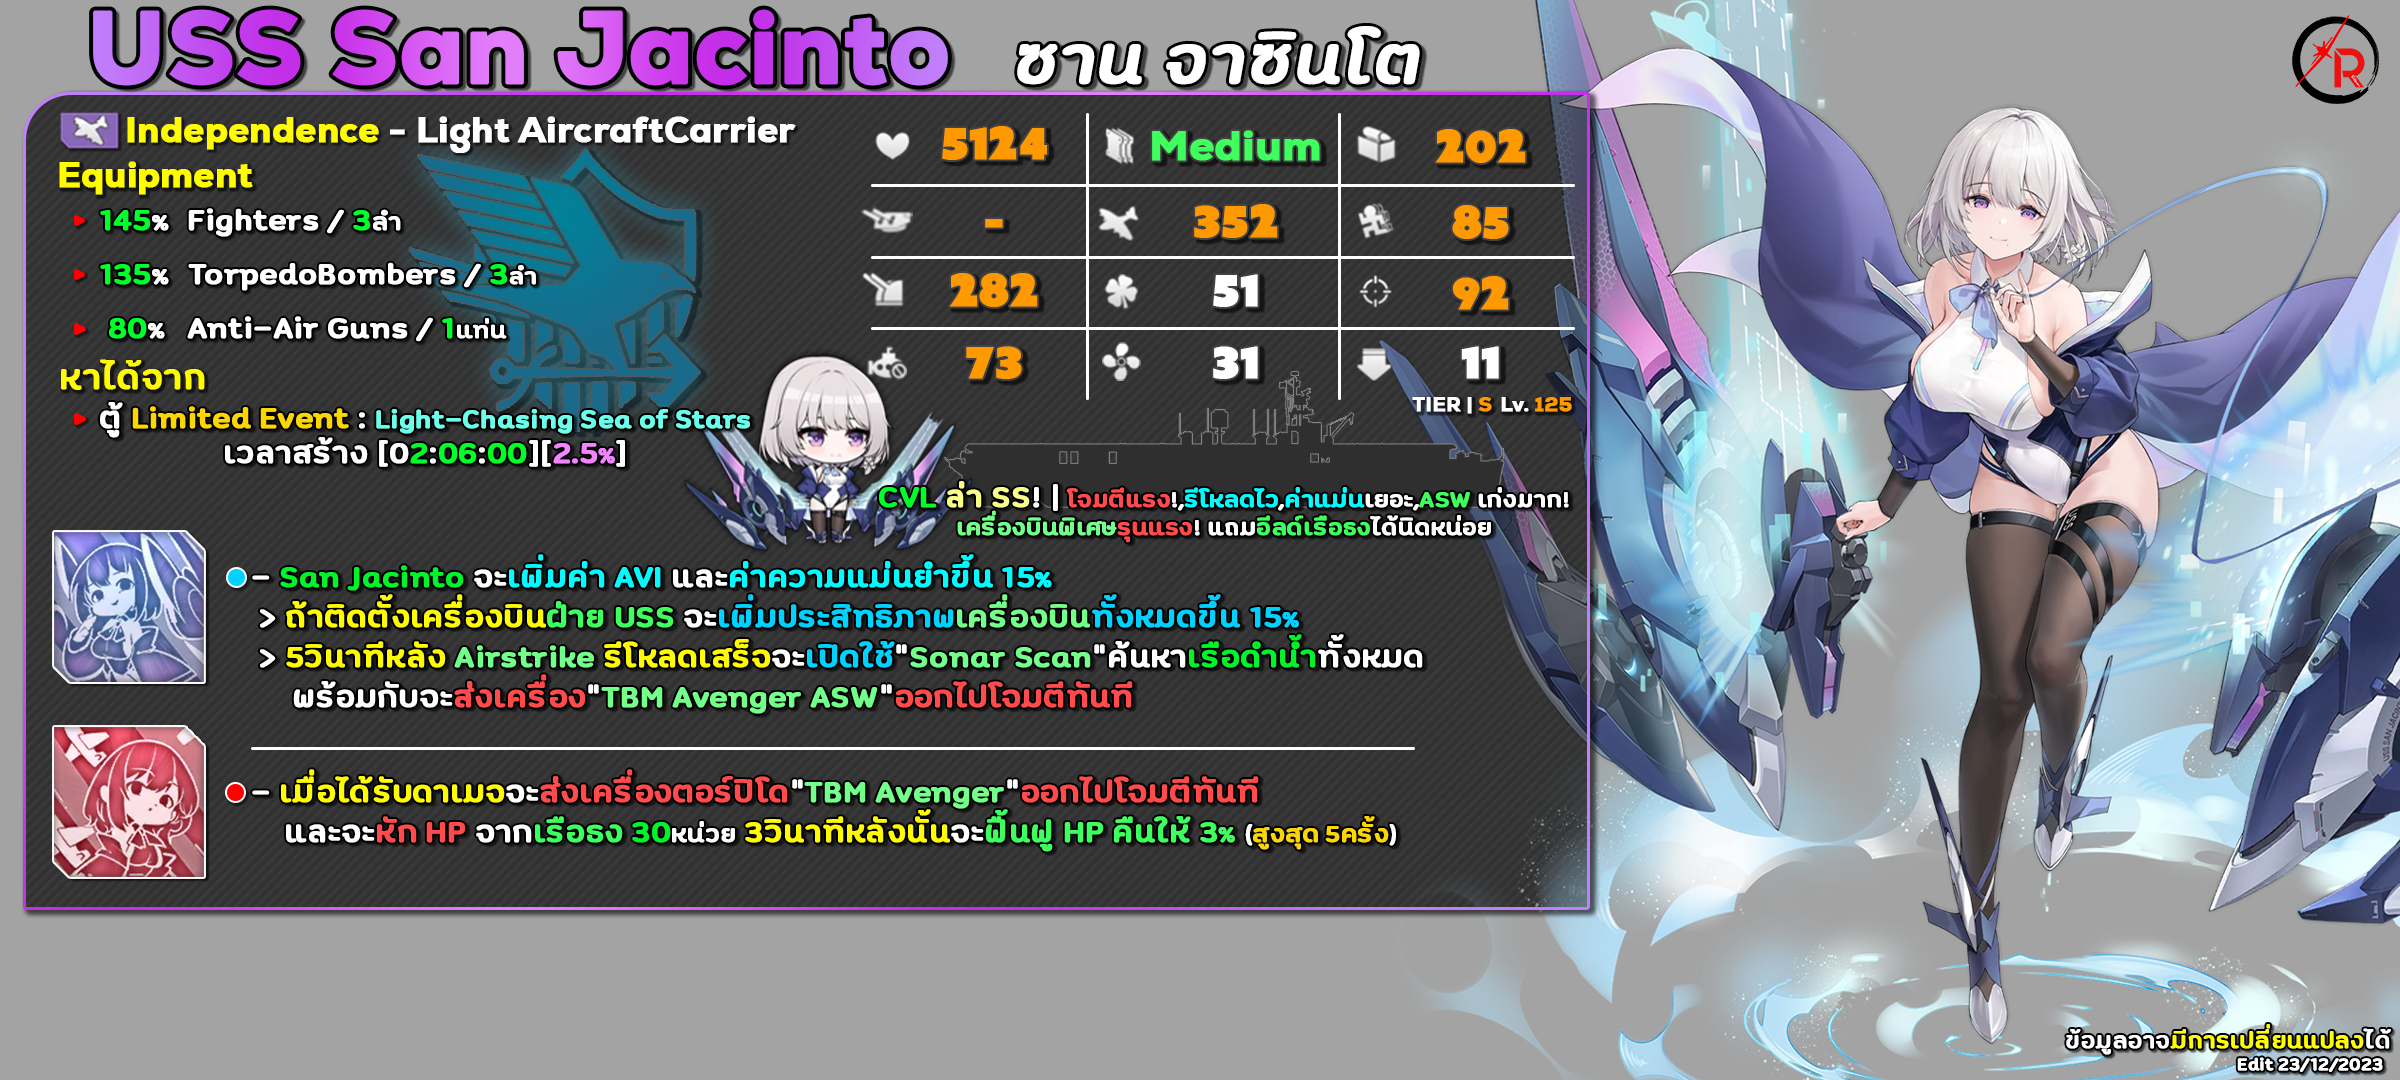 USS San Jacinto ซาน จาซินโต
R
Independence - Light AircraftCarrier
Equipment
145% Fighters / 3ลำ
135% TorpedoBombers / 3ลำ
80% Anti-Air Guns / 1แท่น
หาได้จาก
ตู้ Limited Event : Light-Chasing Sea of Stars
เวลาสร้าง [02:06:00][2.5%]
5124 Medium 202
- 352 85
282 51 92
73 31 11
TIER | S Lv. 125
CVL ล่า SS! | โจมตีแรง!,รีโหลดไว,ค่าแม่นเยอะ,ASW เก่งมาก!
เครื่องบินพิเศษรุนแรง! แถมฮีลด์เรือธงได้นิดหน่อย
- San Jacinto จะเพิ่มค่า AVI และค่าความแม่นยำขึ้น 15%
> ถ้าติดตั้งเครื่องบินฝ่าย USS จะเพิ่มประสิทธิภาพเครื่องบินทั้งหมดขึ้น 15%
> 5วินาทีหลัง Airstrike รีโหลดเสร็จจะเปิดใช้"Sonar Scan"ค้นหาเรือดำน้ำทั้งหมด
พร้อมกับจะส่งเครื่อง"TBM Avenger ASW"ออกไปโจมตีทันที
- เมื่อได้รับดาเมจจะส่งเครื่องตอร์ปิโด"TBM Avenger"ออกไปโจมตีทันที
และจะหัก HP จากเรือธง 30หน่วย 3วินาทีหลังนั้นจะฟื้นฟู HP คืนให้ 3% (สูงสุด 5ครั้ง)
USS SAN JACINTO
ข้อมูลอาจมีการเปลี่ยนแปลงได้
Edit 23/12/2023